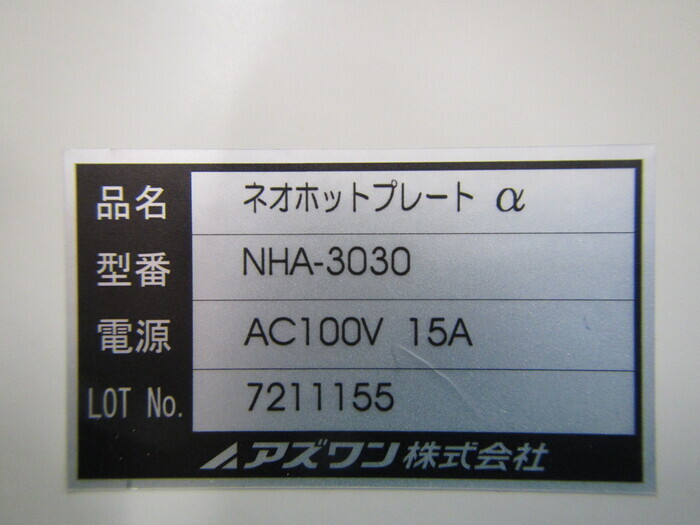 品名 ネオホットプレート α
型番 NHA-3030
電源 AC100V 15A
LOT No. 7211155
アズワン株式会社